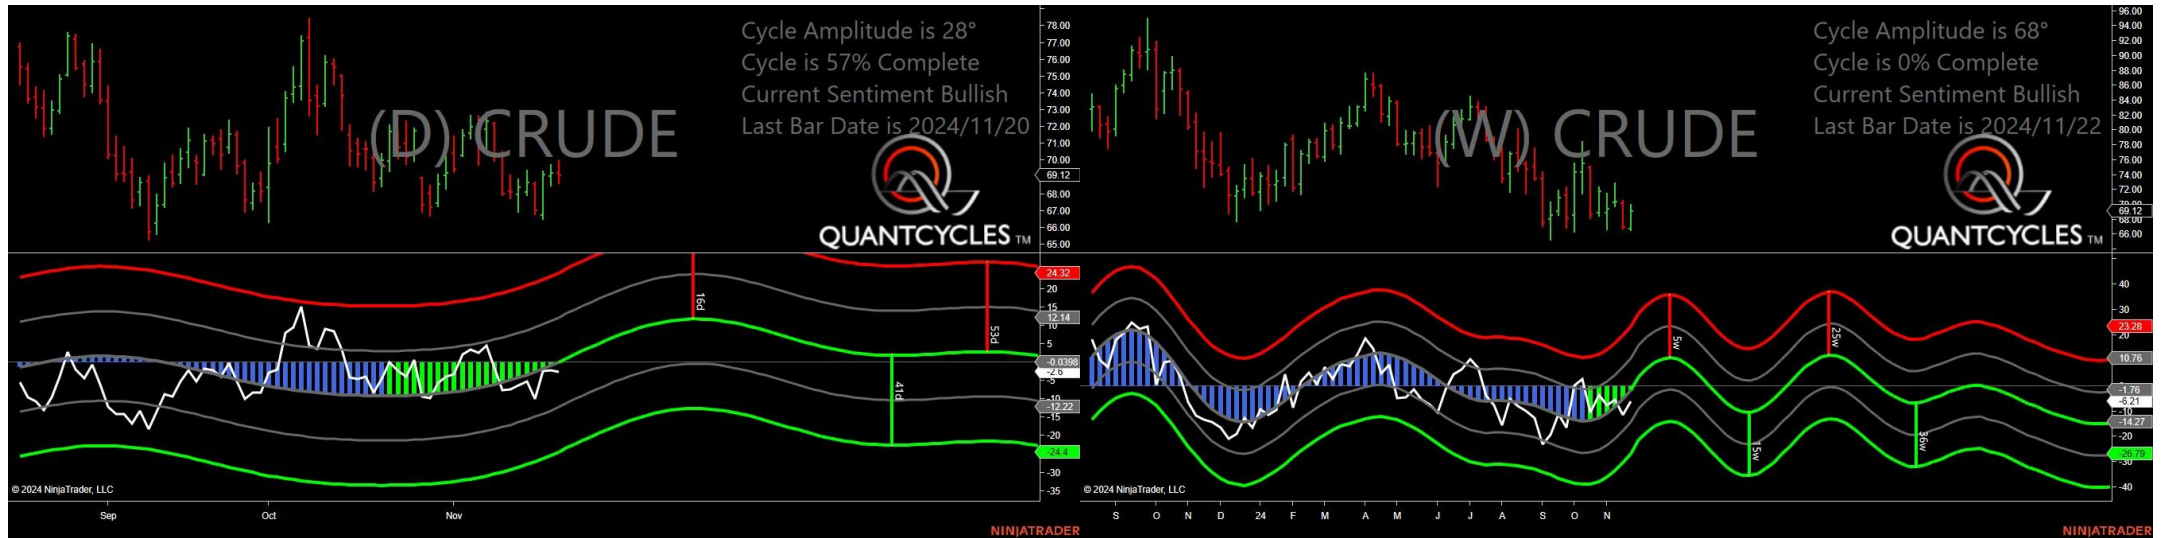 Cycle Amplitude is 28°
Cycle is 57% Complete
Current Sentiment Bullish
Last Bar Date is 2024/11/20
(D) CRUDE
QUANTCYCLES TM
78.00
77.00
76.00
75.00
74.00
73.00
72.00
71.00
70.00
69.12
68.00
67.00
66.00
65.00
16d
53d
41d
24.32
20
15
12.14
10
5
-0.0398
-2.6
-5
-10
-12.22
-15
-20
-24.4
-30
-35
© 2024 NinjaTrader, LLC
Sep Oct Nov
NINJATRADER
Cycle Amplitude is 68°
Cycle is 0% Complete
Current Sentiment Bullish
Last Bar Date is 2024/11/22
(W) CRUDE
QUANTCYCLES TM
96.00
94.00
92.00
90.00
88.00
86.00
84.00
82.00
80.00
78.00
76.00
74.00
72.00
70.00
69.12
68.00
66.00
5w
25w
15w
36w
40
30
23.28
20
10.76
-1.76
-6.21
-10
-14.27
-20
-26.79
-30
-40
© 2024 NinjaTrader, LLC
S O N D 24 F M A M J J A S O N
NINJATRADER